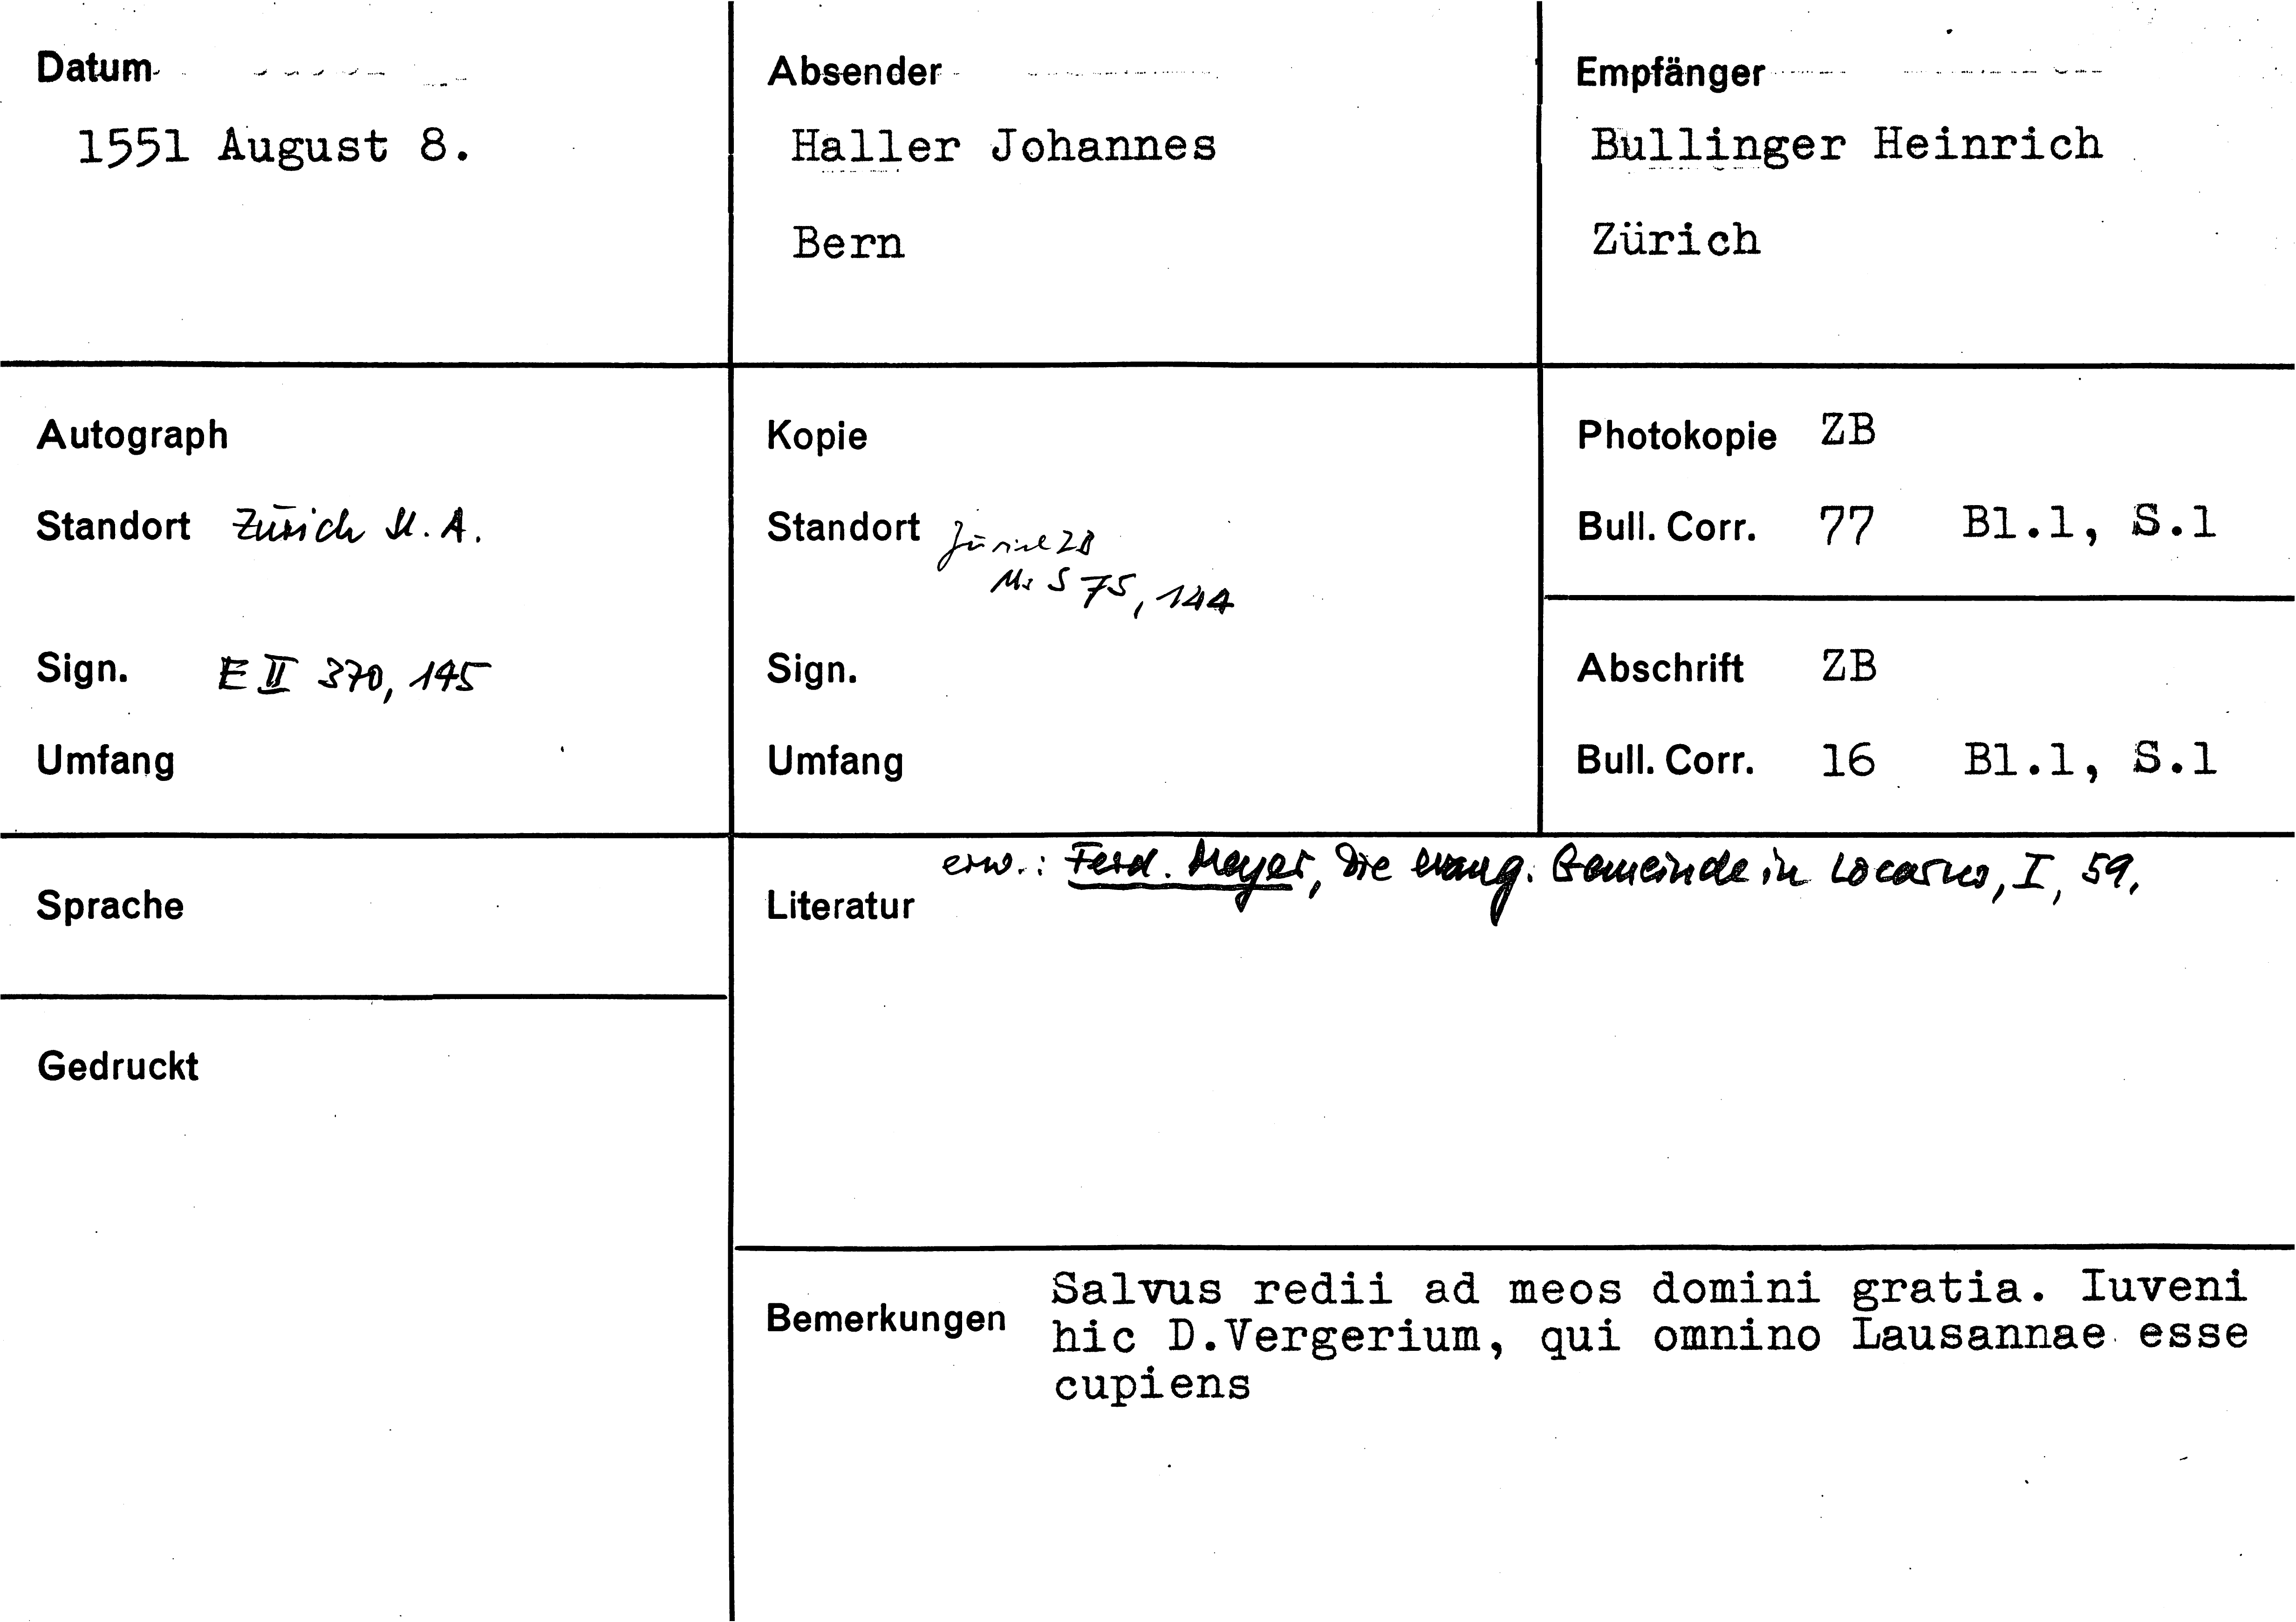 Datum
1551 August 8.
Absender
Haller Johannes
Bern
Empfänger
Bullinger Heinrich
Zürich
Autograph
Standort Zürich St. A.
Sign. E II 370, 145
Umfang
Kopie
Standort Zürich ZB
Ms S 75, 144
Sign.
Umfang
Photokopie ZB
Bull. Corr. 77 Bl.1, S.1
Abschrift ZB
Bull. Corr. 16 Bl.1, S.1
Sprache
Gedruckt
erw.: Ferd. Meyer, Die evang. Gemeinde in Locarno, I, 59.
Literatur
Bemerkungen
Salvus redii ad meos domini gratia. Iuveni
hic D.Vergerium, qui omnino Lausannae esse
cupiens